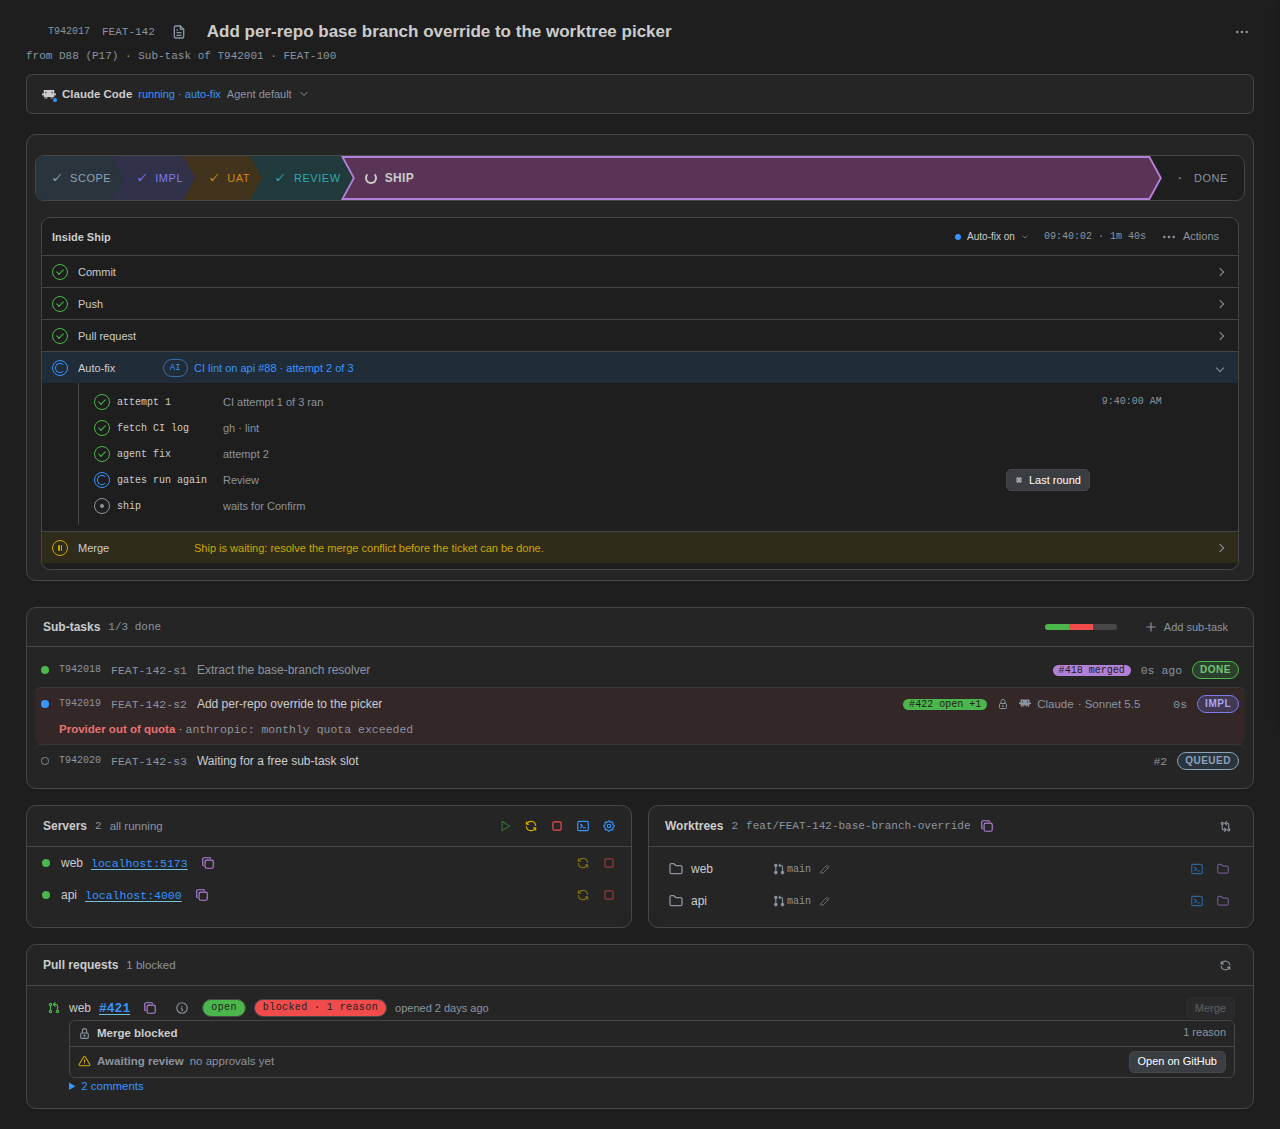 T942017 FEAT-142 Add per-repo base branch override to the worktree picker
from D88 (P17) · Sub-task of T942001 · FEAT-100
Claude Code running · auto-fix Agent default
SCOPE IMPL UAT REVIEW SHIP DONE
Inside Ship Auto-fix on 09:40:02 · 1m 40s Actions
Commit
Push
Pull request
Auto-fix AI CI lint on api #88 · attempt 2 of 3
attempt 1 CI attempt 1 of 3 ran 9:40:00 AM
fetch CI log gh · lint
agent fix attempt 2
gates run again Review Last round
ship waits for Confirm
Merge Ship is waiting: resolve the merge conflict before the ticket can be done.
Sub-tasks 1/3 done Add sub-task
T942018 FEAT-142-s1 Extract the base-branch resolver #418 merged 0s ago DONE
T942019 FEAT-142-s2 Add per-repo override to the picker #422 open +1 Claude · Sonnet 5.5 0s IMPL
Provider out of quota · anthropic: monthly quota exceeded
T942020 FEAT-142-s3 Waiting for a free sub-task slot #2 QUEUED
Servers 2 all running
web localhost:5173
api localhost:4000
Worktrees 2 feat/FEAT-142-base-branch-override
web main
api main
Pull requests 1 blocked
web #421 open blocked · 1 reason opened 2 days ago Merge
Merge blocked 1 reason
Awaiting review no approvals yet Open on GitHub
2 comments